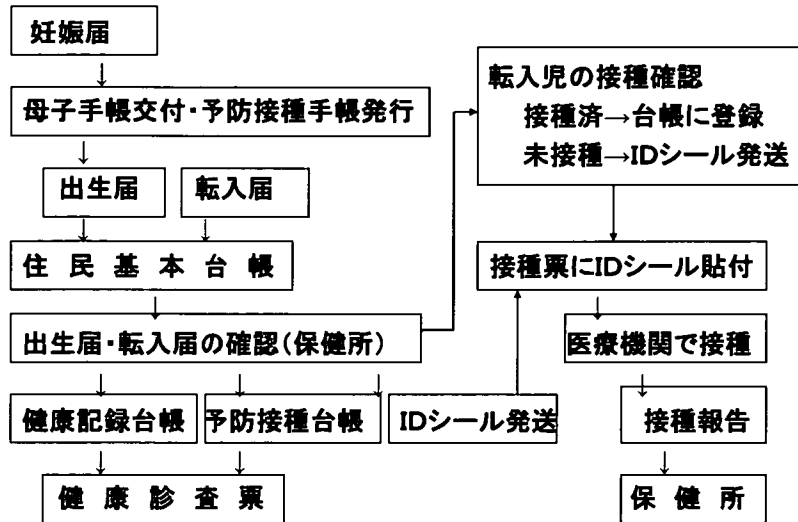 妊娠届
母子手帳交付・予防接種手帳発行
出生届
転入届
住民基本台帳
出生届・転入届の確認(保健所)
健康記録台帳
予防接種台帳
IDシール発送
健康診査票
転入児の接種確認
接種済→台帳に登録
未接種→IDシール発送
接種票にIDシール貼付
医療機関で接種
接種報告
保健所